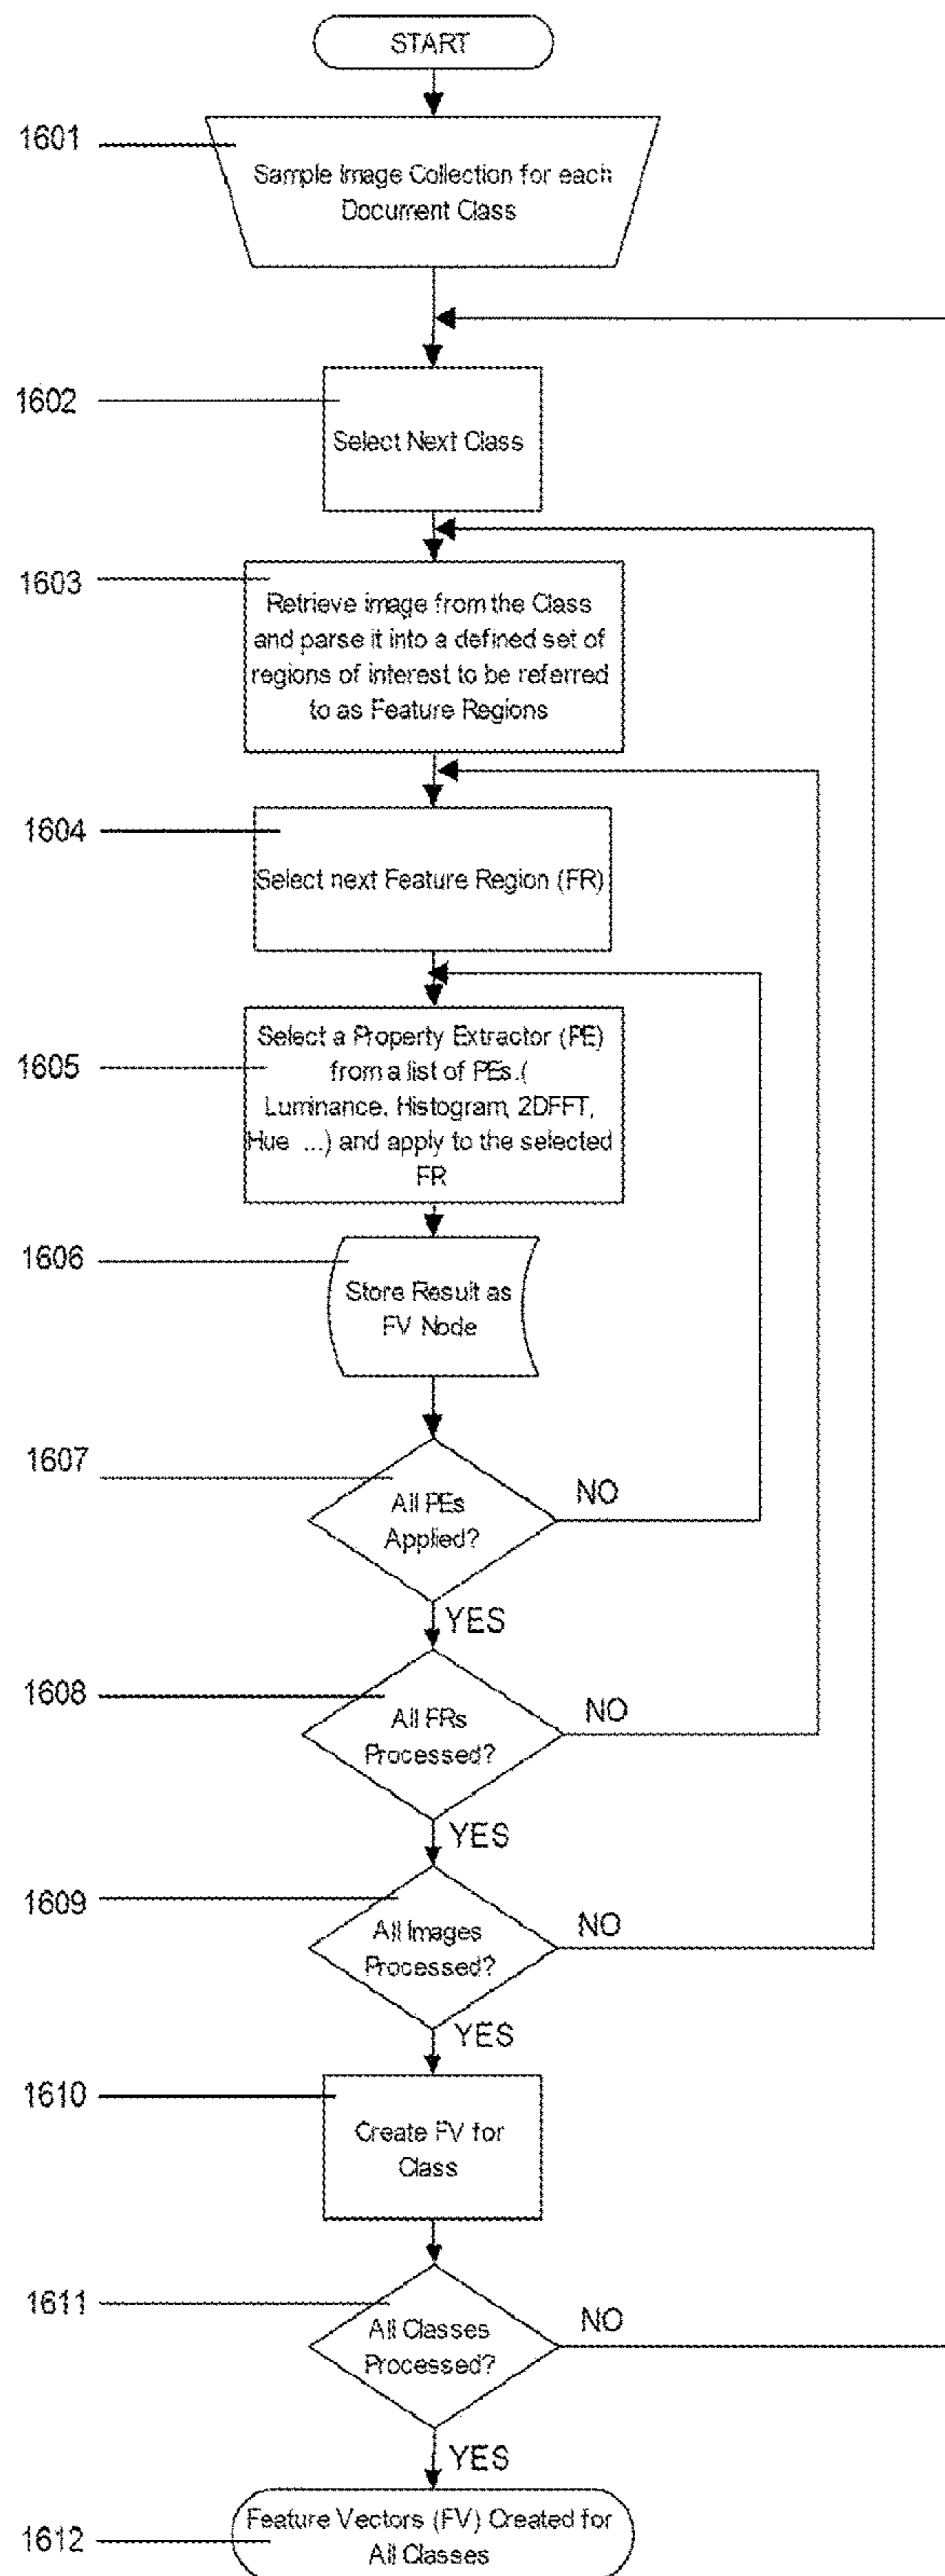 START
1601
Sample Image Collection for each
Document Class
1602
Select Next Class
1603
Retrieve image from the Class
and parse it into a defined set of
regions of interest to be referred
to as Feature Regions
1604
Select next Feature Region (FR)
1605
Select a Property Extractor (PE)
from a list of PEs.(
Luminance, Histogram, 2DFFT,
Hue ...) and apply to the selected
FR
1606
Store Result as
FV Node
1607
All PEs
Applied?
NO
YES
1608
All FRs
Processed?
NO
YES
1609
All Images
Processed?
NO
YES
1610
Create FV for
Class
1611
All Classes
Processed?
NO
YES
1612
Feature Vectors (FV) Created for
All Classes